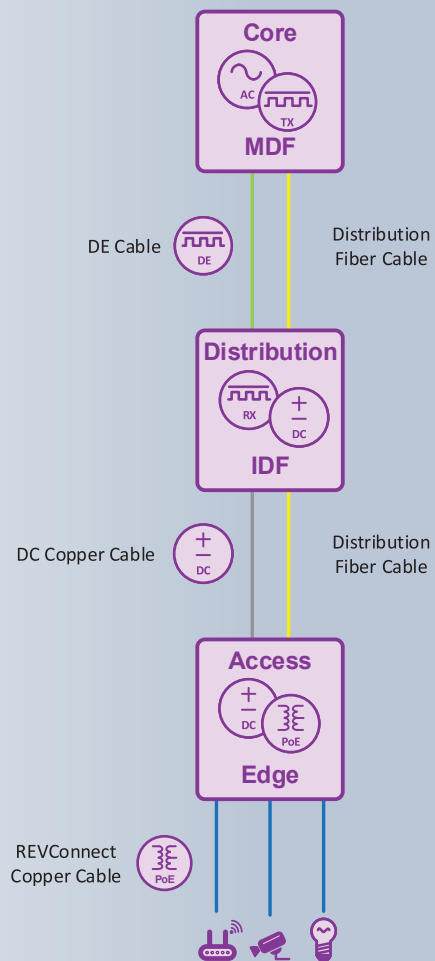 Core
AC
TX
MDF
DE Cable
DE
Distribution
Fiber Cable
Distribution
RX
DC
IDF
DC Copper Cable
DC
Distribution
Fiber Cable
Access
DC
PoE
Edge
REVConnect
Copper Cable
PoE